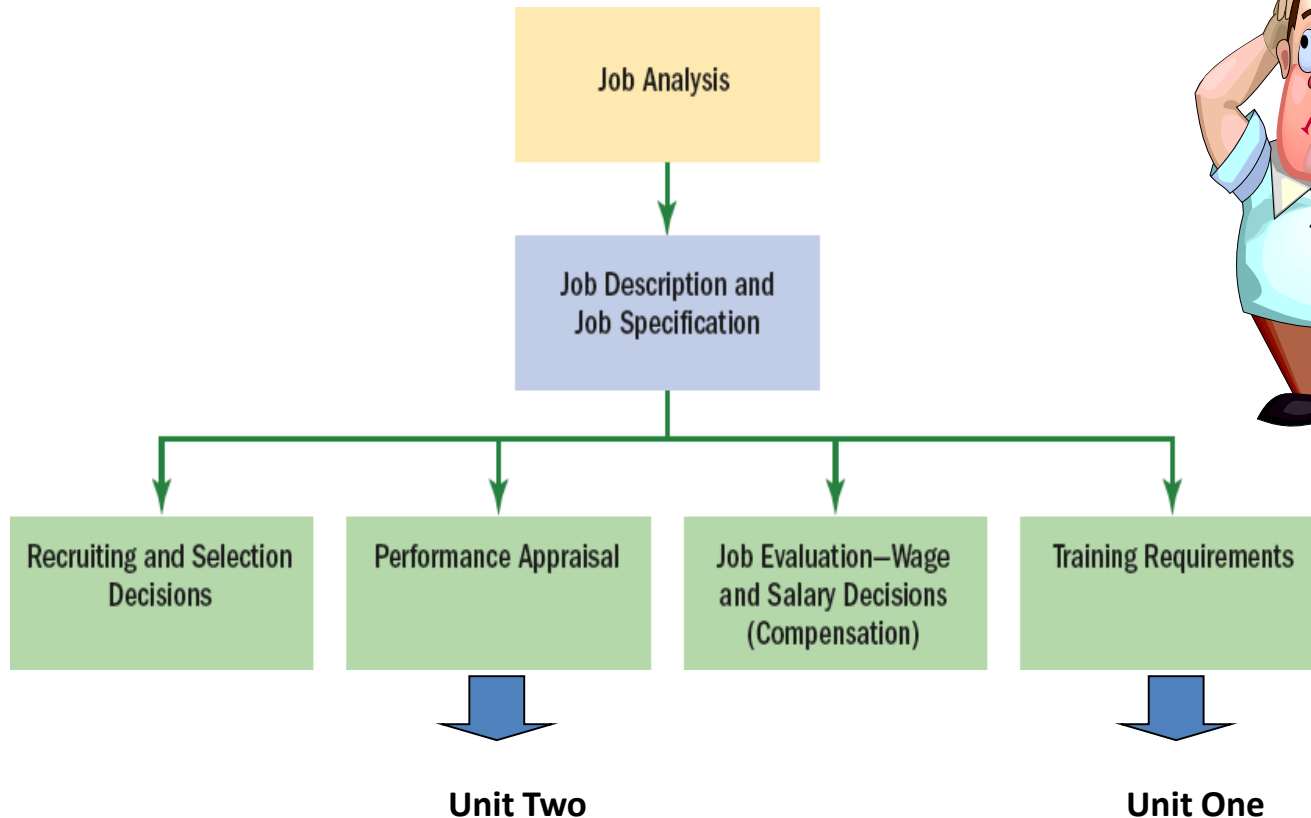 Job Analysis
Job Description and
Job Specification
Recruiting and Selection
Decisions
Performance Appraisal
Job Evaluation—Wage
and Salary Decisions
(Compensation)
Training Requirements
Unit Two
Unit One